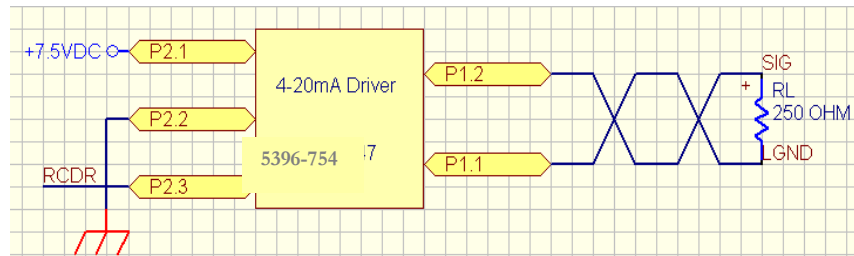 +7.5VDC
P2.1
4-20mA Driver
P1.2
SIG
+
RL
250 OHM
P2.2
5396-754
47
P1.1
LGND
RCDR
P2.3